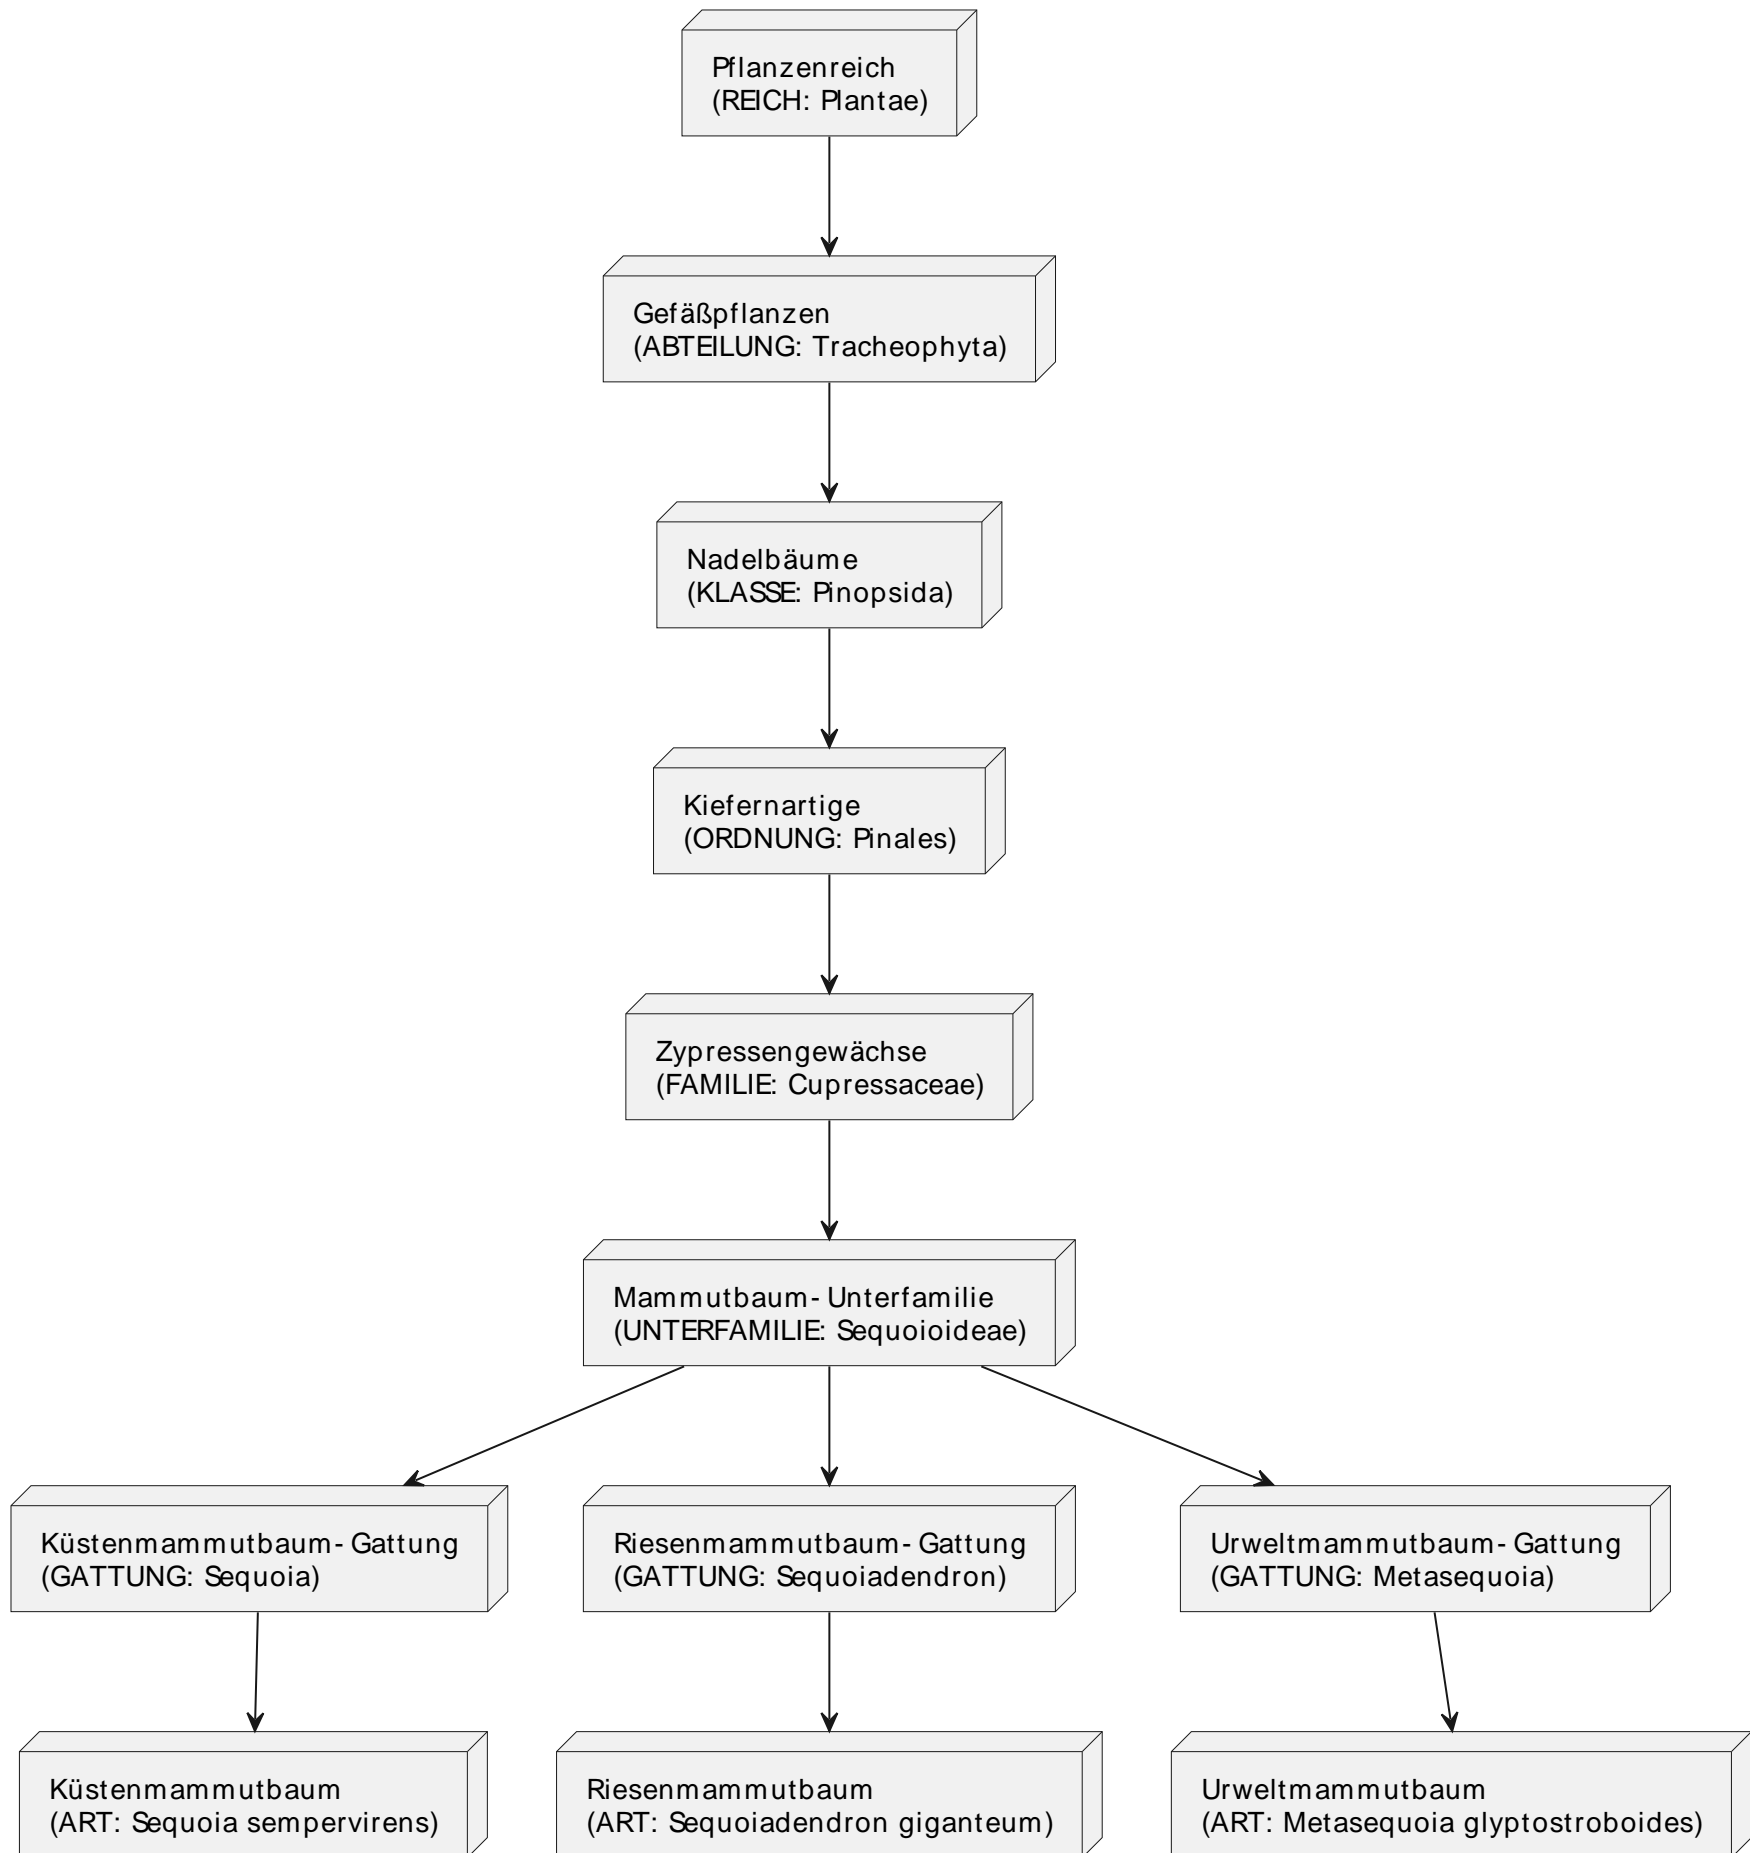 Pflanzenreich
(REICH: Plantae)
Gefäßpflanzen
(ABTEILUNG: Tracheophyta)
Nadelbäume
(KLASSE: Pinopsida)
Kiefernartige
(ORDNUNG: Pinales)
Zypressengewächse
(FAMILIE: Cupressaceae)
Mammutbaum-Unterfamilie
(UNTERFAMILIE: Sequoioideae)
Küstenmammutbaum-Gattung
(GATTUNG: Sequoia)
Riesenmammutbaum-Gattung
(GATTUNG: Sequoiadendron)
Urweltmammutbaum-Gattung
(GATTUNG: Metasequoia)
Küstenmammutbaum
(ART: Sequoia sempervirens)
Riesenmammutbaum
(ART: Sequoiadendron giganteum)
Urweltmammutbaum
(ART: Metasequoia glyptostroboides)